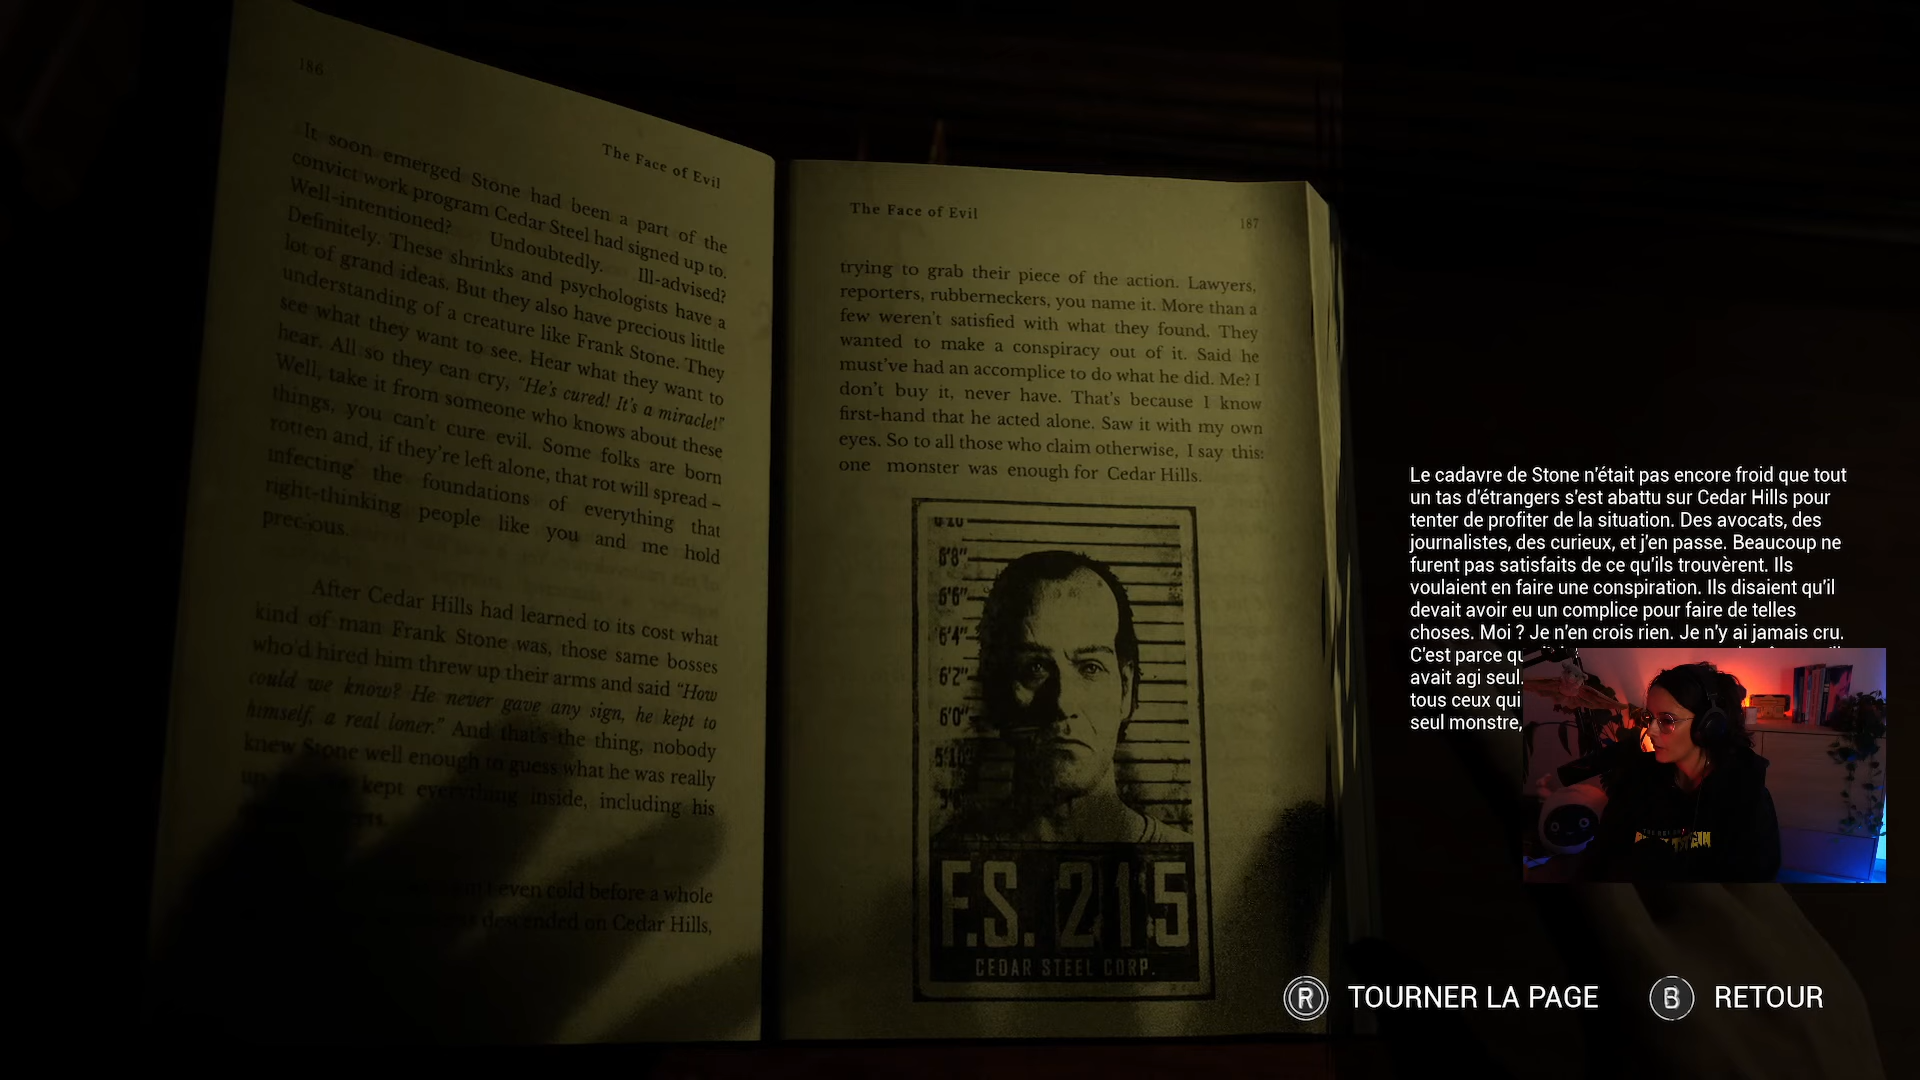 186
The Face of Evil
It soon emerged Stone had been a part of the
convict work program Cedar Steel had signed up to.
Well-intentioned? Undoubtedly. Ill-advised?
Definitely. These shrinks and psychologists have a
lot of grand ideas. But they also have precious little
understanding of a creature like Frank Stone. They
see what they want to see. Hear what they want to
hear. All so they can cry, "He's cured! It's a miracle!"
Well, take it from someone who knows about these
things, you can't cure evil. Some folks are born
rotten and, if they're left alone, that rot will spread –
infecting the foundations of everything that
right-thinking people like you and me hold
precious.
After Cedar Hills had learned to its cost what
kind of man Frank Stone was, those same bosses
who'd hired him threw up their arms and said "How
could we know? He never gave any sign, he kept to
himself, a real loner." And that's the thing, nobody
knew Stone well enough to guess what he was really
kept everything inside, including his
even cold before a whole
descended on Cedar Hills,
The Face of Evil
187
trying to grab their piece of the action. Lawyers,
reporters, rubberneckers, you name it. More than a
few weren't satisfied with what they found. They
wanted to make a conspiracy out of it. Said he
must've had an accomplice to do what he did. Me? I
don't buy it, never have. That's because I know
first-hand that he acted alone. Saw it with my own
eyes. So to all those who claim otherwise, I say this:
one monster was enough for Cedar Hills.
6'8"
6'6"
6'4"
6'2"
6'0"
5'10"
F.S. 215
CEDAR STEEL CORP.
Le cadavre de Stone n'était pas encore froid que tout
un tas d'étrangers s'est abattu sur Cedar Hills pour
tenter de profiter de la situation. Des avocats, des
journalistes, des curieux, et j'en passe. Beaucoup ne
furent pas satisfaits de ce qu'ils trouvèrent. Ils
voulaient en faire une conspiration. Ils disaient qu'il
devait avoir eu un complice pour faire de telles
choses. Moi ? Je n'en crois rien. Je n'y ai jamais cru.
C'est parce
avait agi seul.
tous ceux qui
seul monstre,
R TOURNER LA PAGE
B RETOUR